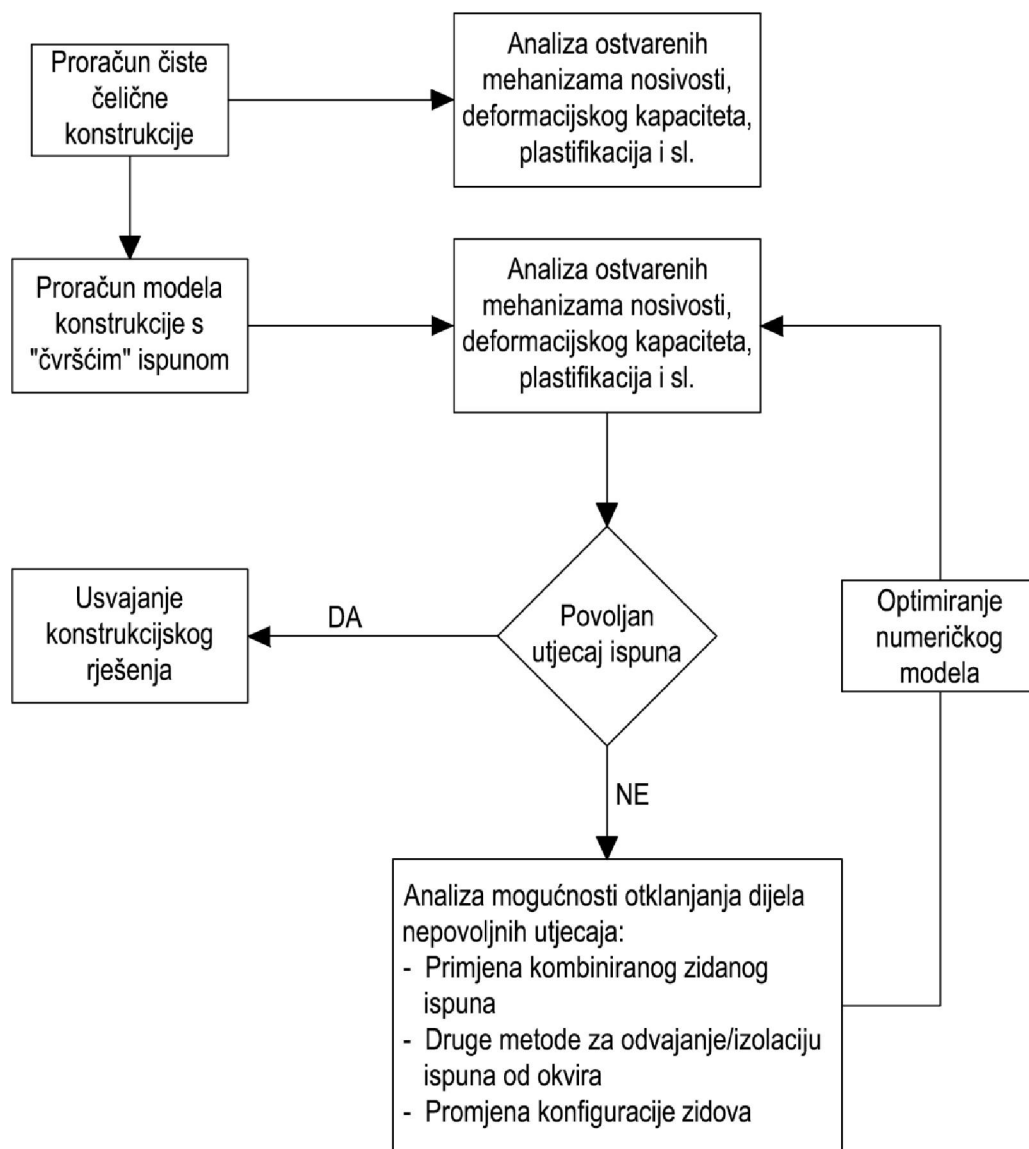 Proračun čiste
čelične
konstrukcije
Analiza ostvarenih
mehanizama nosivosti,
deformacijskog kapaciteta,
plastifikacija i sl.
Proračun modela
konstrukcije s
"čvršćim" ispunom
Analiza ostvarenih
mehanizama nosivosti,
deformacijskog kapaciteta,
plastifikacija i sl.
Usvajanje
konstrukcijskog
rješenja
DA
Povoljan
utjecaj ispuna
Optimiranje
numeričkog
modela
NE
Analiza mogućnosti otklanjanja dijela
nepovoljnih utjecaja:
- Primjena kombiniranog zidanog
ispuna
- Druge metode za odvajanje/izolaciju
ispuna od okvira
- Promjena konfiguracije zidova